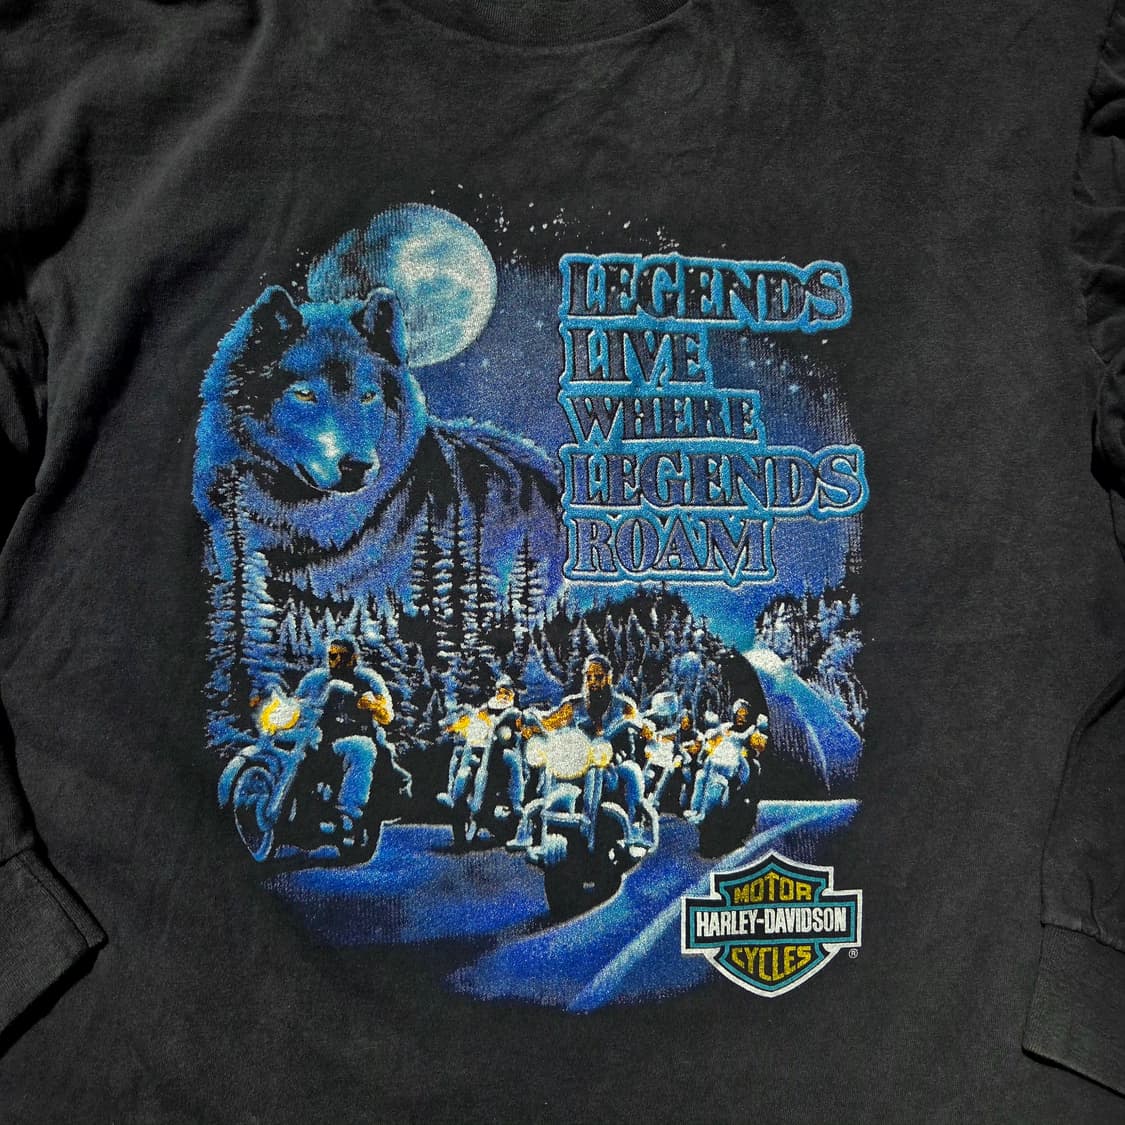 LEGENDS
LIVE
WHERE
LEGENDS
ROAM
MOTOR
HARLEY-DAVIDSON
CYCLES
®